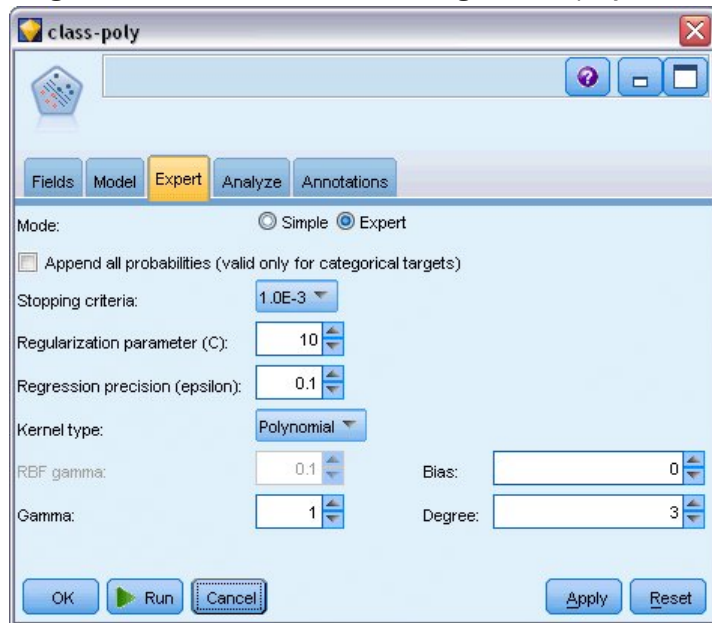 class-poly
Fields Model Expert Analyze Annotations
Mode: Simple Expert
Append all probabilities (valid only for categorical targets)
Stopping criteria: 1.0E-3
Regularization parameter (C): 10
Regression precision (epsilon): 0.1
Kernel type: Polynomial
RBF gamma: 0.1 Bias: 0
Gamma: 1 Degree: 3
OK Run Cancel Apply Reset